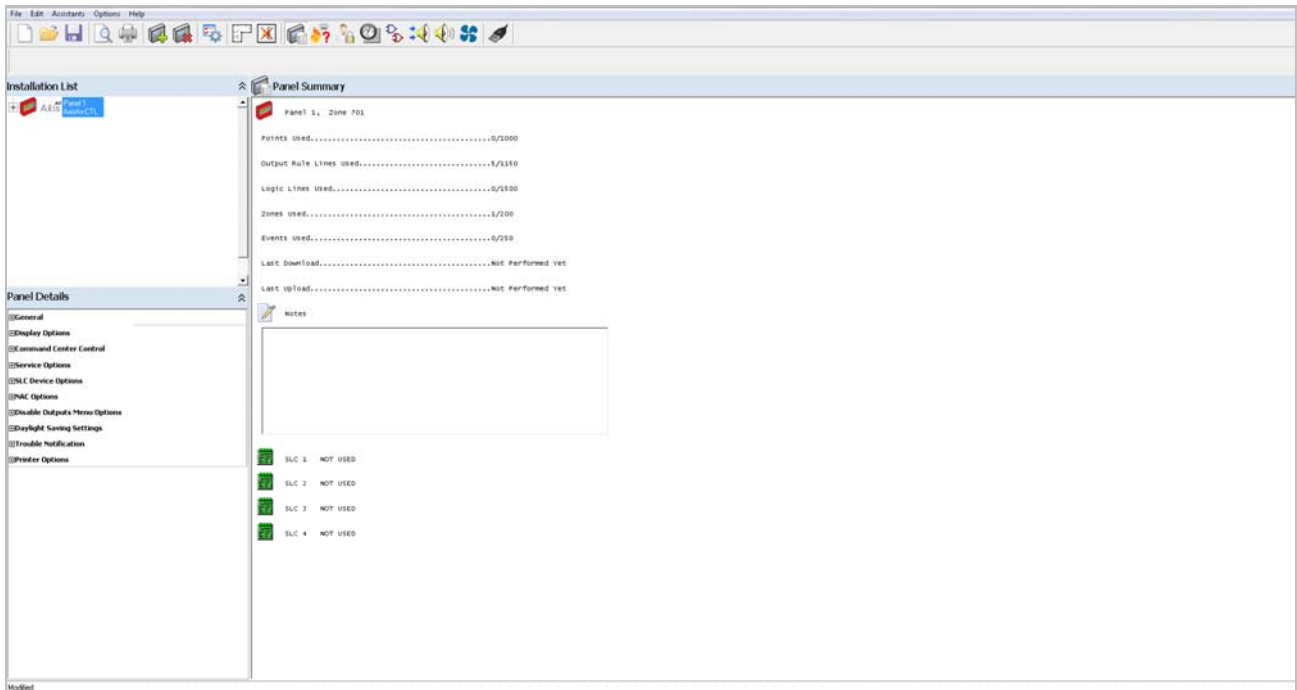 File Edit Assistants Options Help
Installation List
Panel Summary
Axis
Panel 1
Panel 1, Zone 701
Points Used........................................0/1000
Output Rule Lines Used..............................5/1150
Logic Lines Used....................................0/1500
Zones Used.........................................1/200
Events Used.........................................0/250
Last Download.......................................Not Performed Yet
Last Upload.........................................Not Performed Yet
Notes
Panel Details
General
Display Options
Command Center Control
Service Options
SLC Device Options
NAC Options
Disable Outputs Menu Options
Daylight Saving Settings
Trouble Notification
Printer Options
SLC 1 NOT USED
SLC 2 NOT USED
SLC 3 NOT USED
SLC 4 NOT USED
Modified